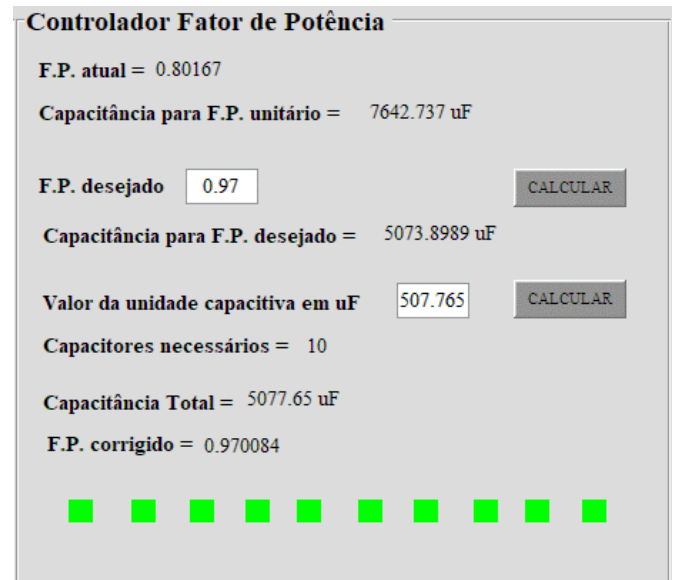 Controlador Fator de Potência
F.P. atual = 0.80167
Capacitância para F.P. unitário = 7642.737 uF
F.P. desejado 0.97 CALCULAR
Capacitância para F.P. desejado = 5073.8989 uF
Valor da unidade capacitiva em uF 507.765 CALCULAR
Capacitores necessários = 10
Capacitância Total = 5077.65 uF
F.P. corrigido = 0.970084